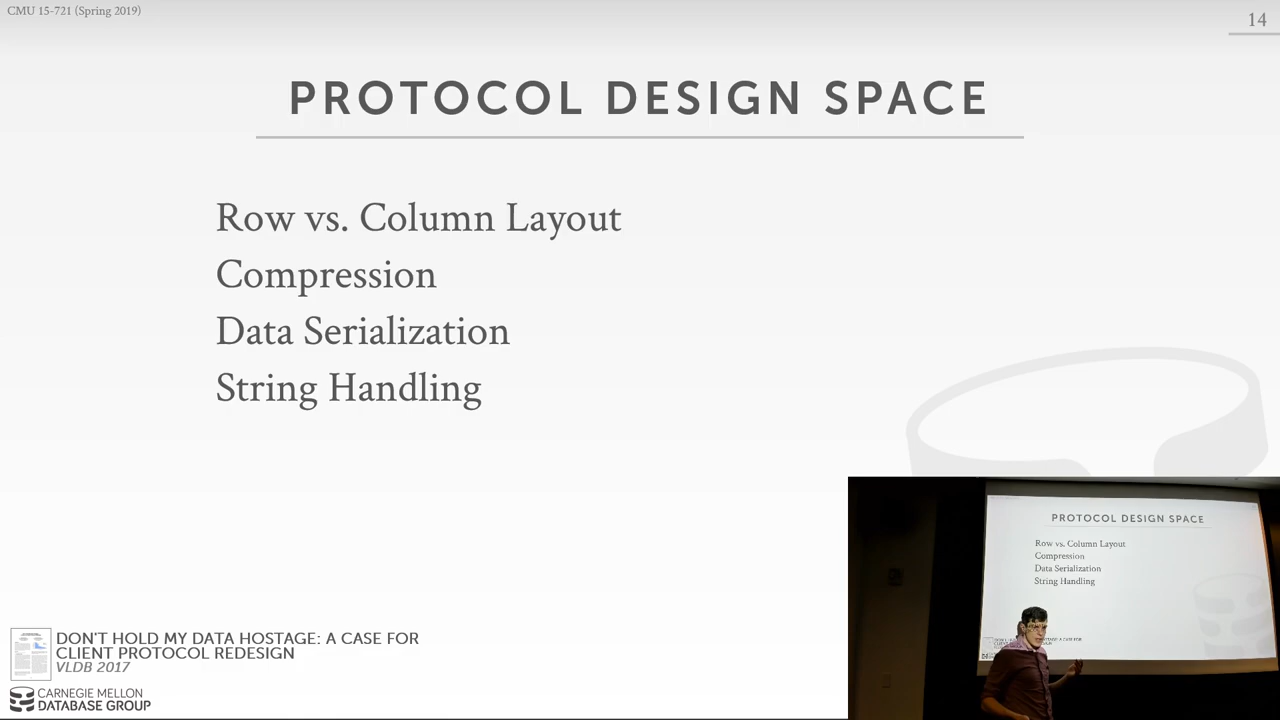 CMU 15-721 (Spring 2019)
14
PROTOCOL DESIGN SPACE
Row vs. Column Layout
Compression
Data Serialization
String Handling
DON'T HOLD MY DATA HOSTAGE: A CASE FOR
CLIENT PROTOCOL REDESIGN
VLDB 2017
CARNEGIE MELLON
DATABASE GROUP
PROTOCOL DESIGN SPACE
Row vs. Column Layout
Compression
Data Serialization
String Handling